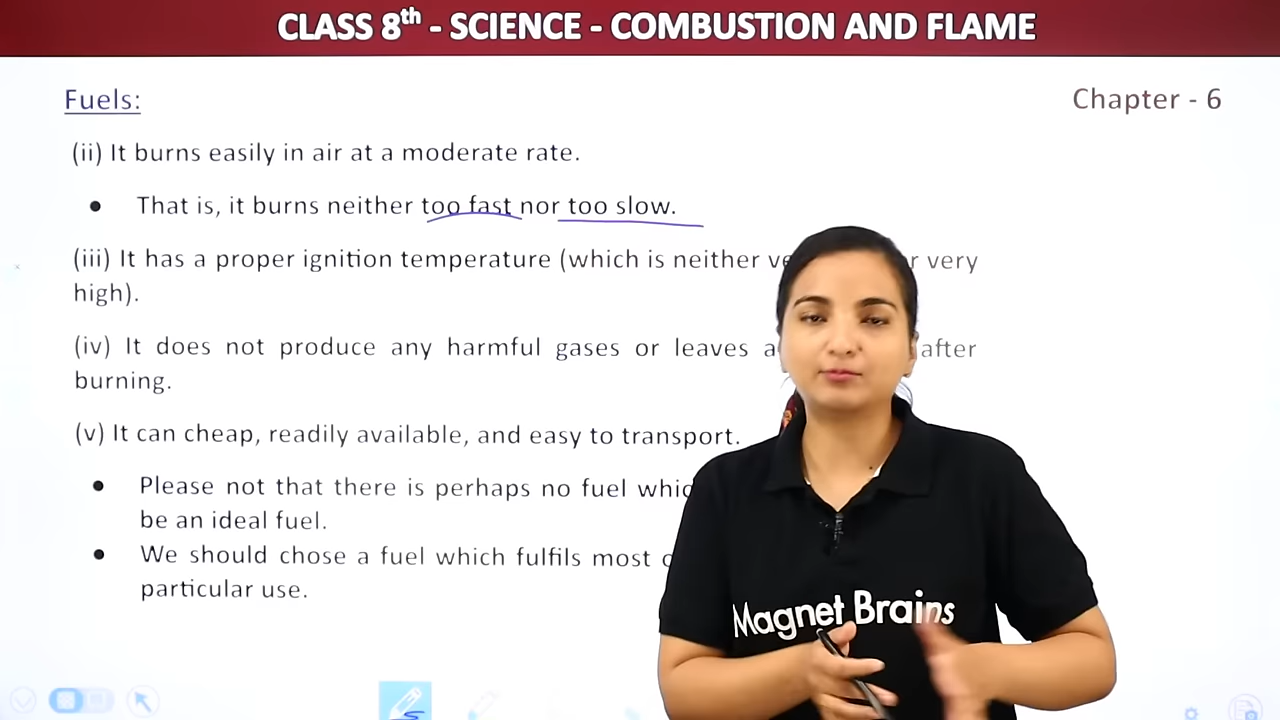 CLASS 8th - SCIENCE - COMBUSTION AND FLAME
Fuels:
Chapter - 6
(ii) It burns easily in air at a moderate rate.
● That is, it burns neither too fast nor too slow.
(iii) It has a proper ignition temperature (which is neither very
high).
(iv) It does not produce any harmful gases or leaves after
burning.
(v) It can cheap, readily available, and easy to transport.
● Please not that there is perhaps no fuel
be an ideal fuel.
● We should chose a fuel which fulfils most
particular use.
Magnet Brains